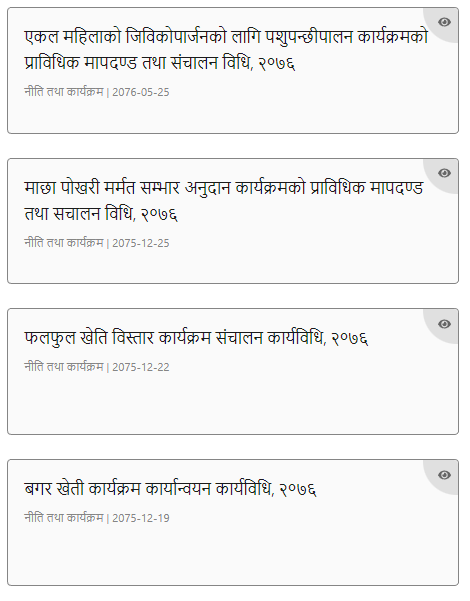 एकल महिलाको जिविकोपार्जनको लागि पशुपन्छीपालन कार्यक्रमको
प्राविधिक मापदण्ड तथा संचालन विधि, २०७६
नीति तथा कार्यक्रम | 2076-05-25
माछा पोखरी मर्मत सम्भार अनुदान कार्यक्रमको प्राविधिक मापदण्ड
तथा सचालन विधि, २०७६
नीति तथा कार्यक्रम | 2075-12-25
फलफुल खेति विस्तार कार्यक्रम संचालन कार्यविधि, २०७६
नीति तथा कार्यक्रम | 2075-12-22
बगर खेती कार्यक्रम कार्यान्वयन कार्यविधि, २०७६
नीति तथा कार्यक्रम | 2075-12-19